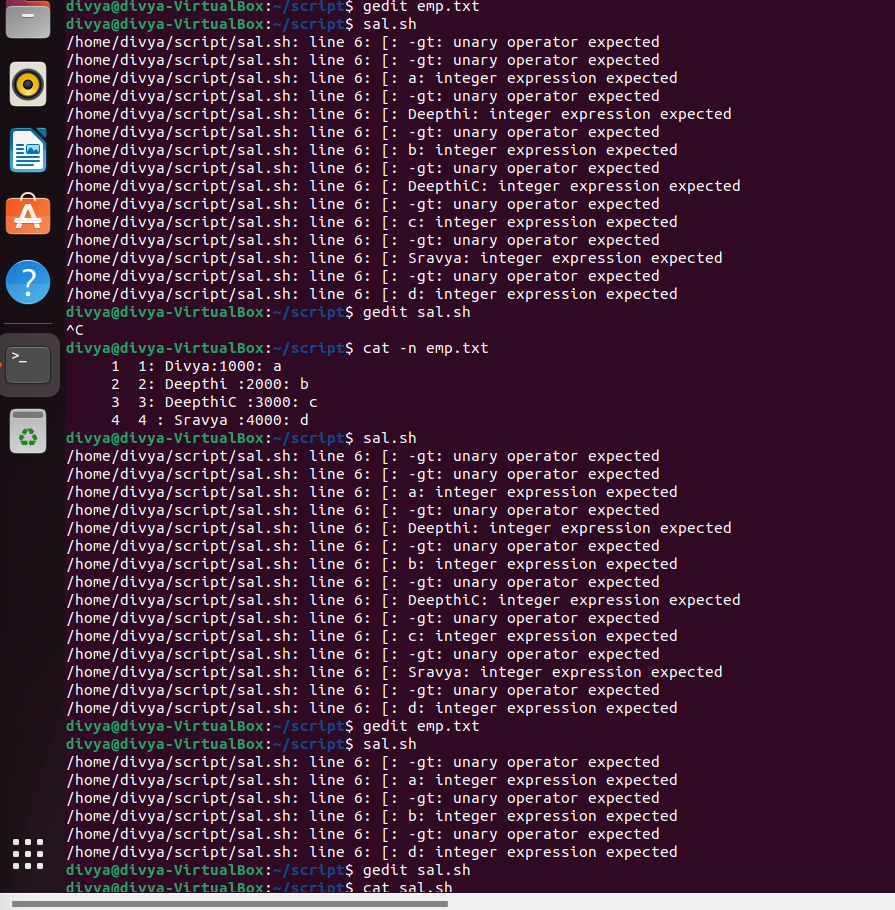 divya@divya-VirtualBox:~/script$ gedit emp.txt
divya@divya-VirtualBox:~/script$ sal.sh
/home/divya/script/sal.sh: line 6: [: -gt: unary operator expected
/home/divya/script/sal.sh: line 6: [: -gt: unary operator expected
/home/divya/script/sal.sh: line 6: [: a: integer expression expected
/home/divya/script/sal.sh: line 6: [: -gt: unary operator expected
/home/divya/script/sal.sh: line 6: [: Deepthi: integer expression expected
/home/divya/script/sal.sh: line 6: [: -gt: unary operator expected
/home/divya/script/sal.sh: line 6: [: b: integer expression expected
/home/divya/script/sal.sh: line 6: [: -gt: unary operator expected
/home/divya/script/sal.sh: line 6: [: DeepthiC: integer expression expected
/home/divya/script/sal.sh: line 6: [: -gt: unary operator expected
/home/divya/script/sal.sh: line 6: [: c: integer expression expected
/home/divya/script/sal.sh: line 6: [: -gt: unary operator expected
/home/divya/script/sal.sh: line 6: [: Sravya: integer expression expected
/home/divya/script/sal.sh: line 6: [: -gt: unary operator expected
/home/divya/script/sal.sh: line 6: [: d: integer expression expected
divya@divya-VirtualBox:~/script$ gedit sal.sh
^C
divya@divya-VirtualBox:~/script$ cat -n emp.txt
     1  1: Divya:1000: a
     2  2: Deepthi :2000: b
     3  3: DeepthiC :3000: c
     4  4 : Sravya :4000: d
divya@divya-VirtualBox:~/script$ sal.sh
/home/divya/script/sal.sh: line 6: [: -gt: unary operator expected
/home/divya/script/sal.sh: line 6: [: -gt: unary operator expected
/home/divya/script/sal.sh: line 6: [: a: integer expression expected
/home/divya/script/sal.sh: line 6: [: -gt: unary operator expected
/home/divya/script/sal.sh: line 6: [: Deepthi: integer expression expected
/home/divya/script/sal.sh: line 6: [: -gt: unary operator expected
/home/divya/script/sal.sh: line 6: [: b: integer expression expected
/home/divya/script/sal.sh: line 6: [: -gt: unary operator expected
/home/divya/script/sal.sh: line 6: [: DeepthiC: integer expression expected
/home/divya/script/sal.sh: line 6: [: -gt: unary operator expected
/home/divya/script/sal.sh: line 6: [: c: integer expression expected
/home/divya/script/sal.sh: line 6: [: -gt: unary operator expected
/home/divya/script/sal.sh: line 6: [: Sravya: integer expression expected
/home/divya/script/sal.sh: line 6: [: -gt: unary operator expected
/home/divya/script/sal.sh: line 6: [: d: integer expression expected
divya@divya-VirtualBox:~/script$ gedit emp.txt
divya@divya-VirtualBox:~/script$ sal.sh
/home/divya/script/sal.sh: line 6: [: -gt: unary operator expected
/home/divya/script/sal.sh: line 6: [: a: integer expression expected
/home/divya/script/sal.sh: line 6: [: -gt: unary operator expected
/home/divya/script/sal.sh: line 6: [: b: integer expression expected
/home/divya/script/sal.sh: line 6: [: -gt: unary operator expected
/home/divya/script/sal.sh: line 6: [: d: integer expression expected
divya@divya-VirtualBox:~/script$ gedit sal.sh
divya@divya-VirtualBox:~/script$ cat sal.sh